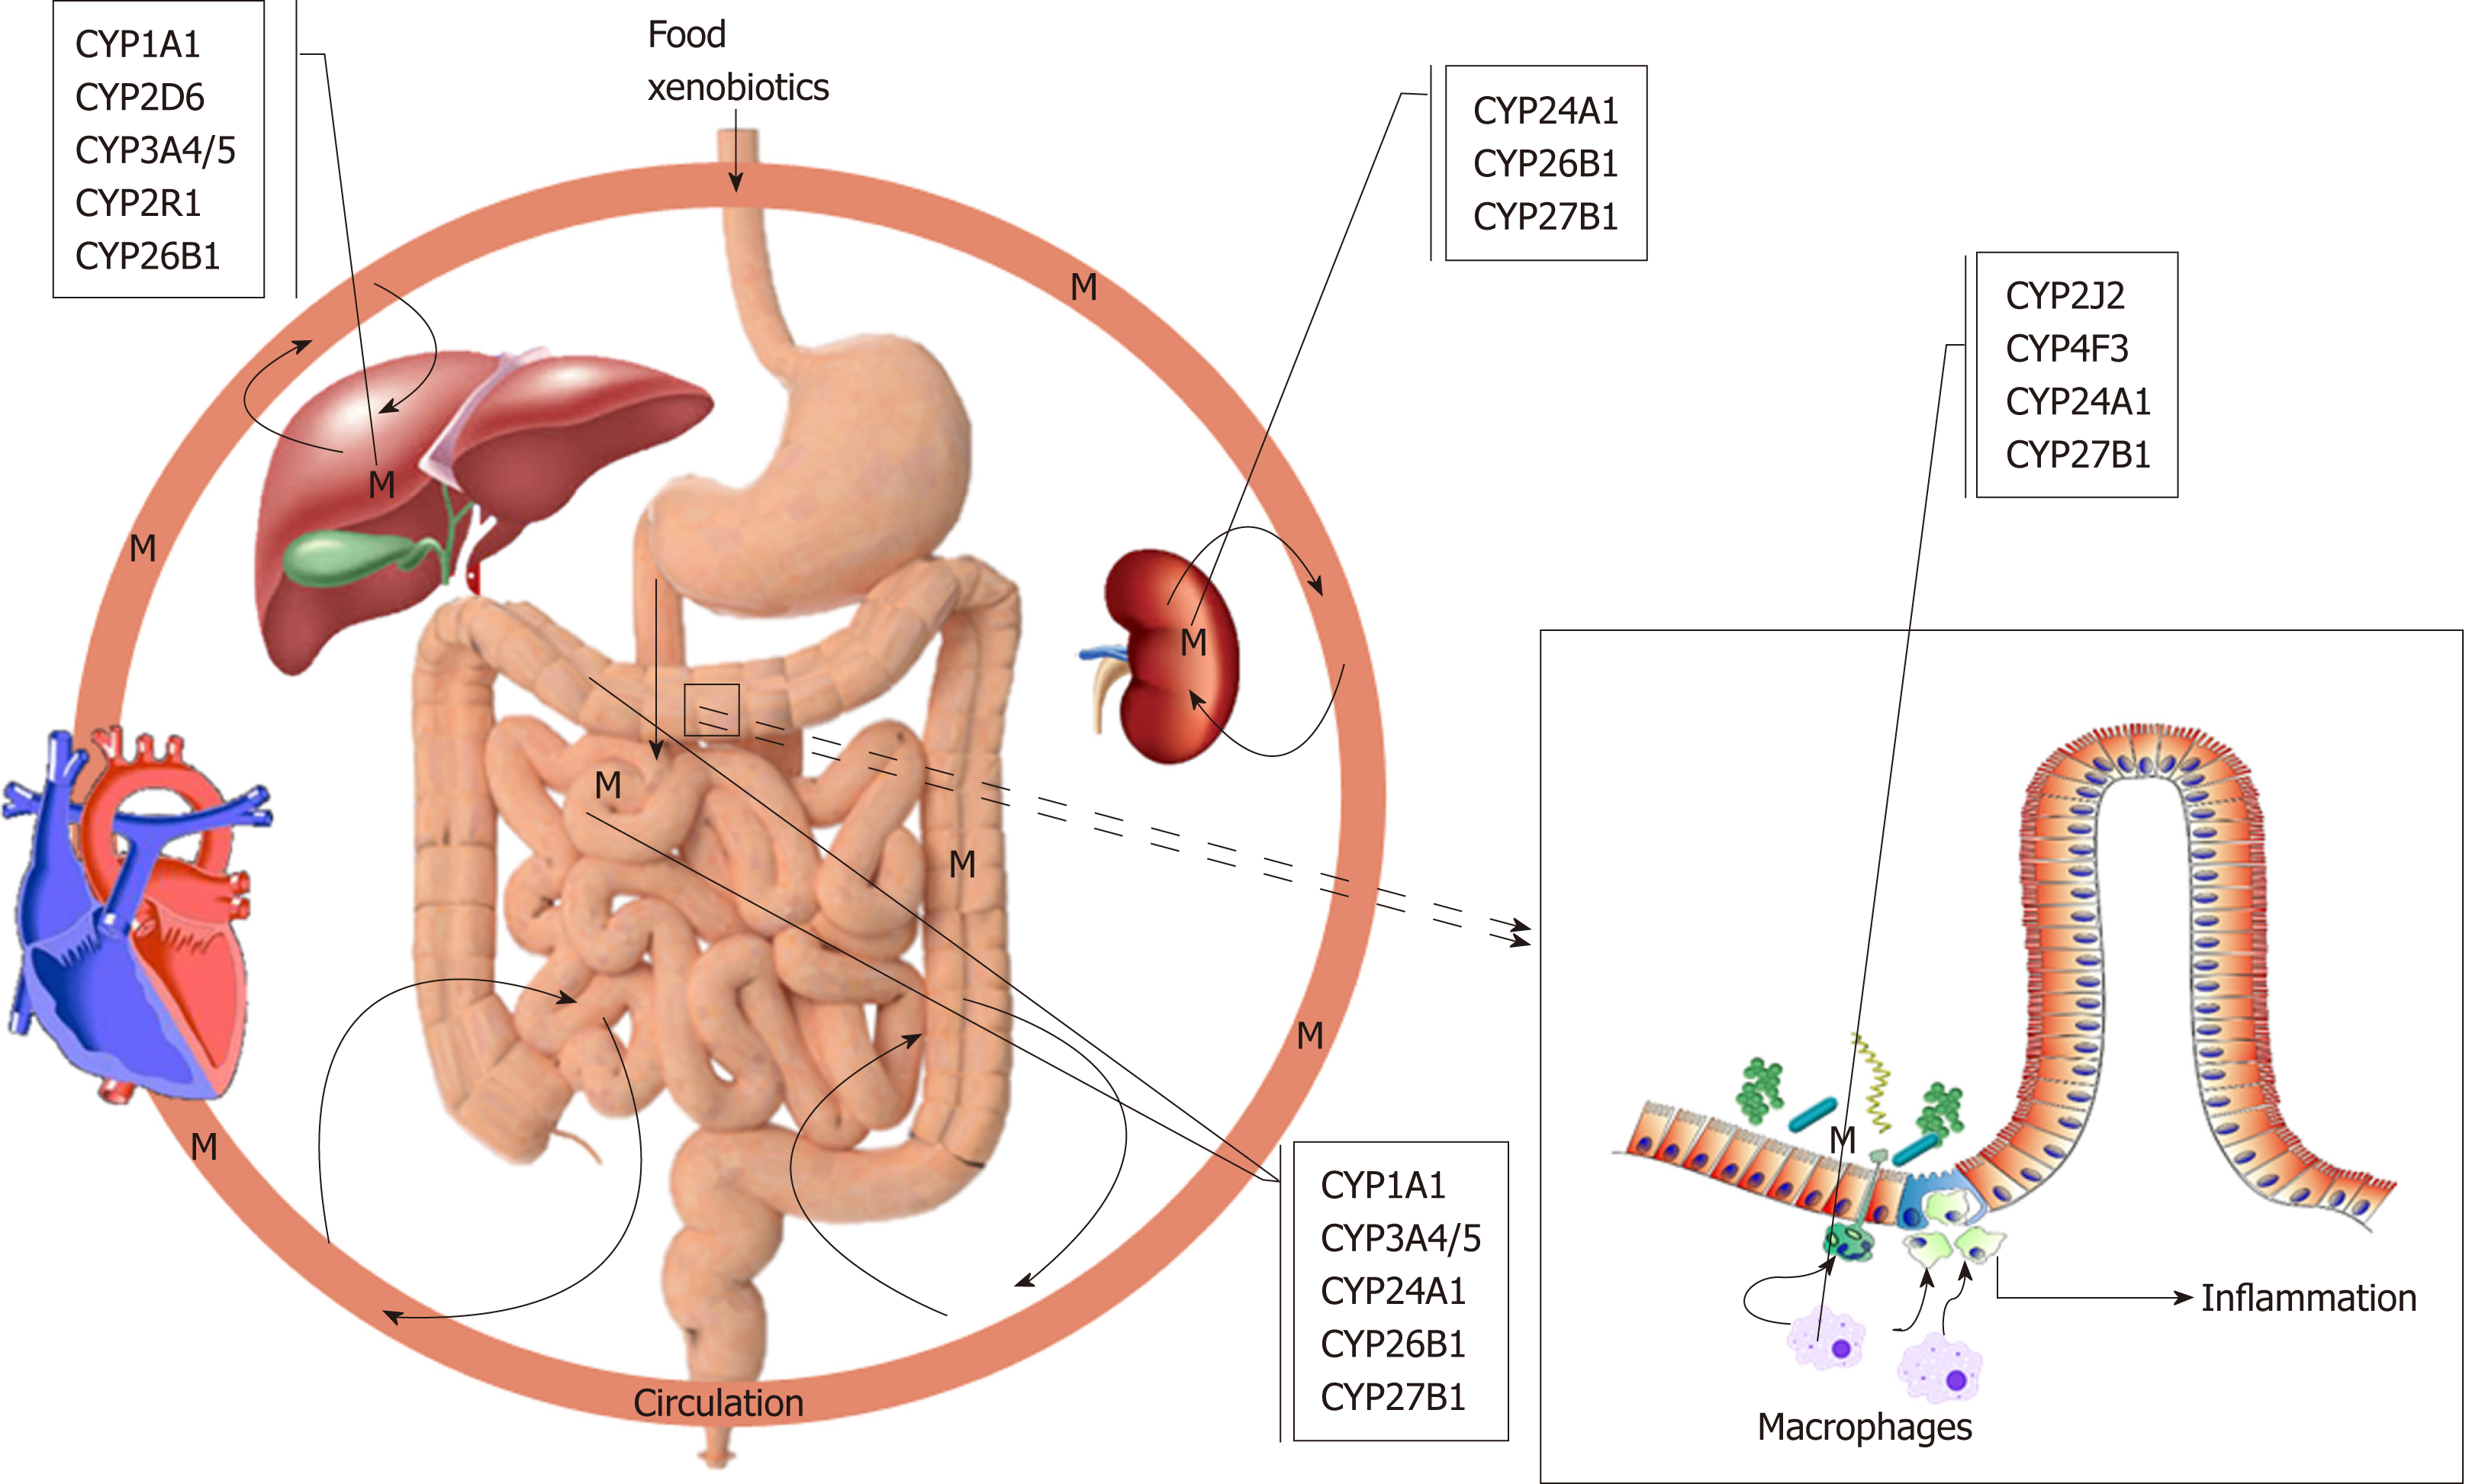 CYP1A1
CYP2D6
CYP3A4/5
CYP2R1
CYP26B1
Food
xenobiotics
CYP24A1
CYP26B1
CYP27B1
CYP2J2
CYP4F3
CYP24A1
CYP27B1
M
M
M
M
M
M
M
M
M
M
CYP1A1
CYP3A4/5
CYP24A1
CYP26B1
CYP27B1
Inflammation
Macrophages
Circulation